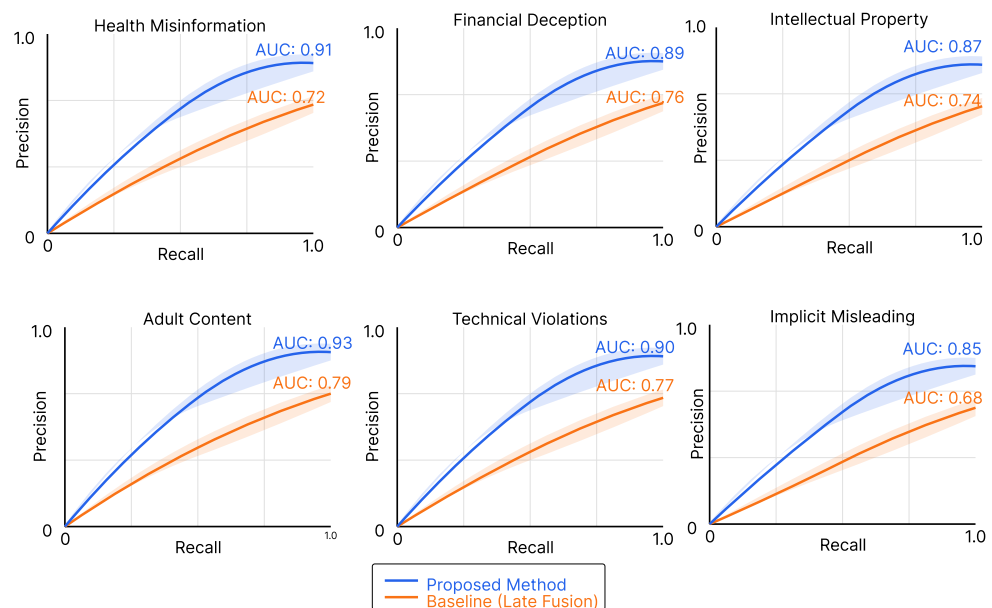 Health Misinformation
1.0
AUC: 0.91
AUC: 0.72
Precision
0
0
1.0
Recall
Financial Deception
1.0
AUC: 0.89
AUC: 0.76
Precision
0
0
1.0
Recall
Intellectual Property
1.0
AUC: 0.87
AUC: 0.74
Precision
0
0
1.0
Recall
Adult Content
1.0
AUC: 0.93
AUC: 0.79
Precision
0
0
1.0
Recall
Technical Violations
1.0
AUC: 0.90
AUC: 0.77
Precision
0
0
1.0
Recall
Implicit Misleading
1.0
AUC: 0.85
AUC: 0.68
Precision
0
0
1.0
Recall
Proposed Method
Baseline (Late Fusion)